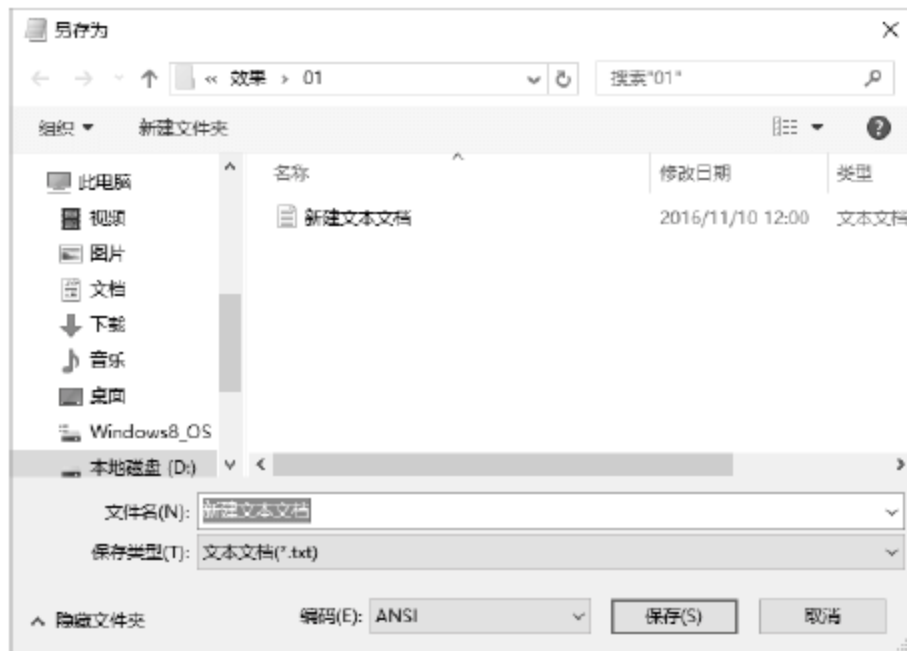 另存为
« 效果 › 01
搜索"01"
组织 新建文件夹
名称 修改日期 类型
此电脑
新建文本文档 2016/11/10 12:00 文本文档
视频
图片
文档
下载
音乐
桌面
Windows8_OS
本地磁盘 (D:)
文件名(N): 新建文本文档
保存类型(T): 文本文档(*.txt)
隐藏文件夹 编码(E): ANSI 保存(S) 取消